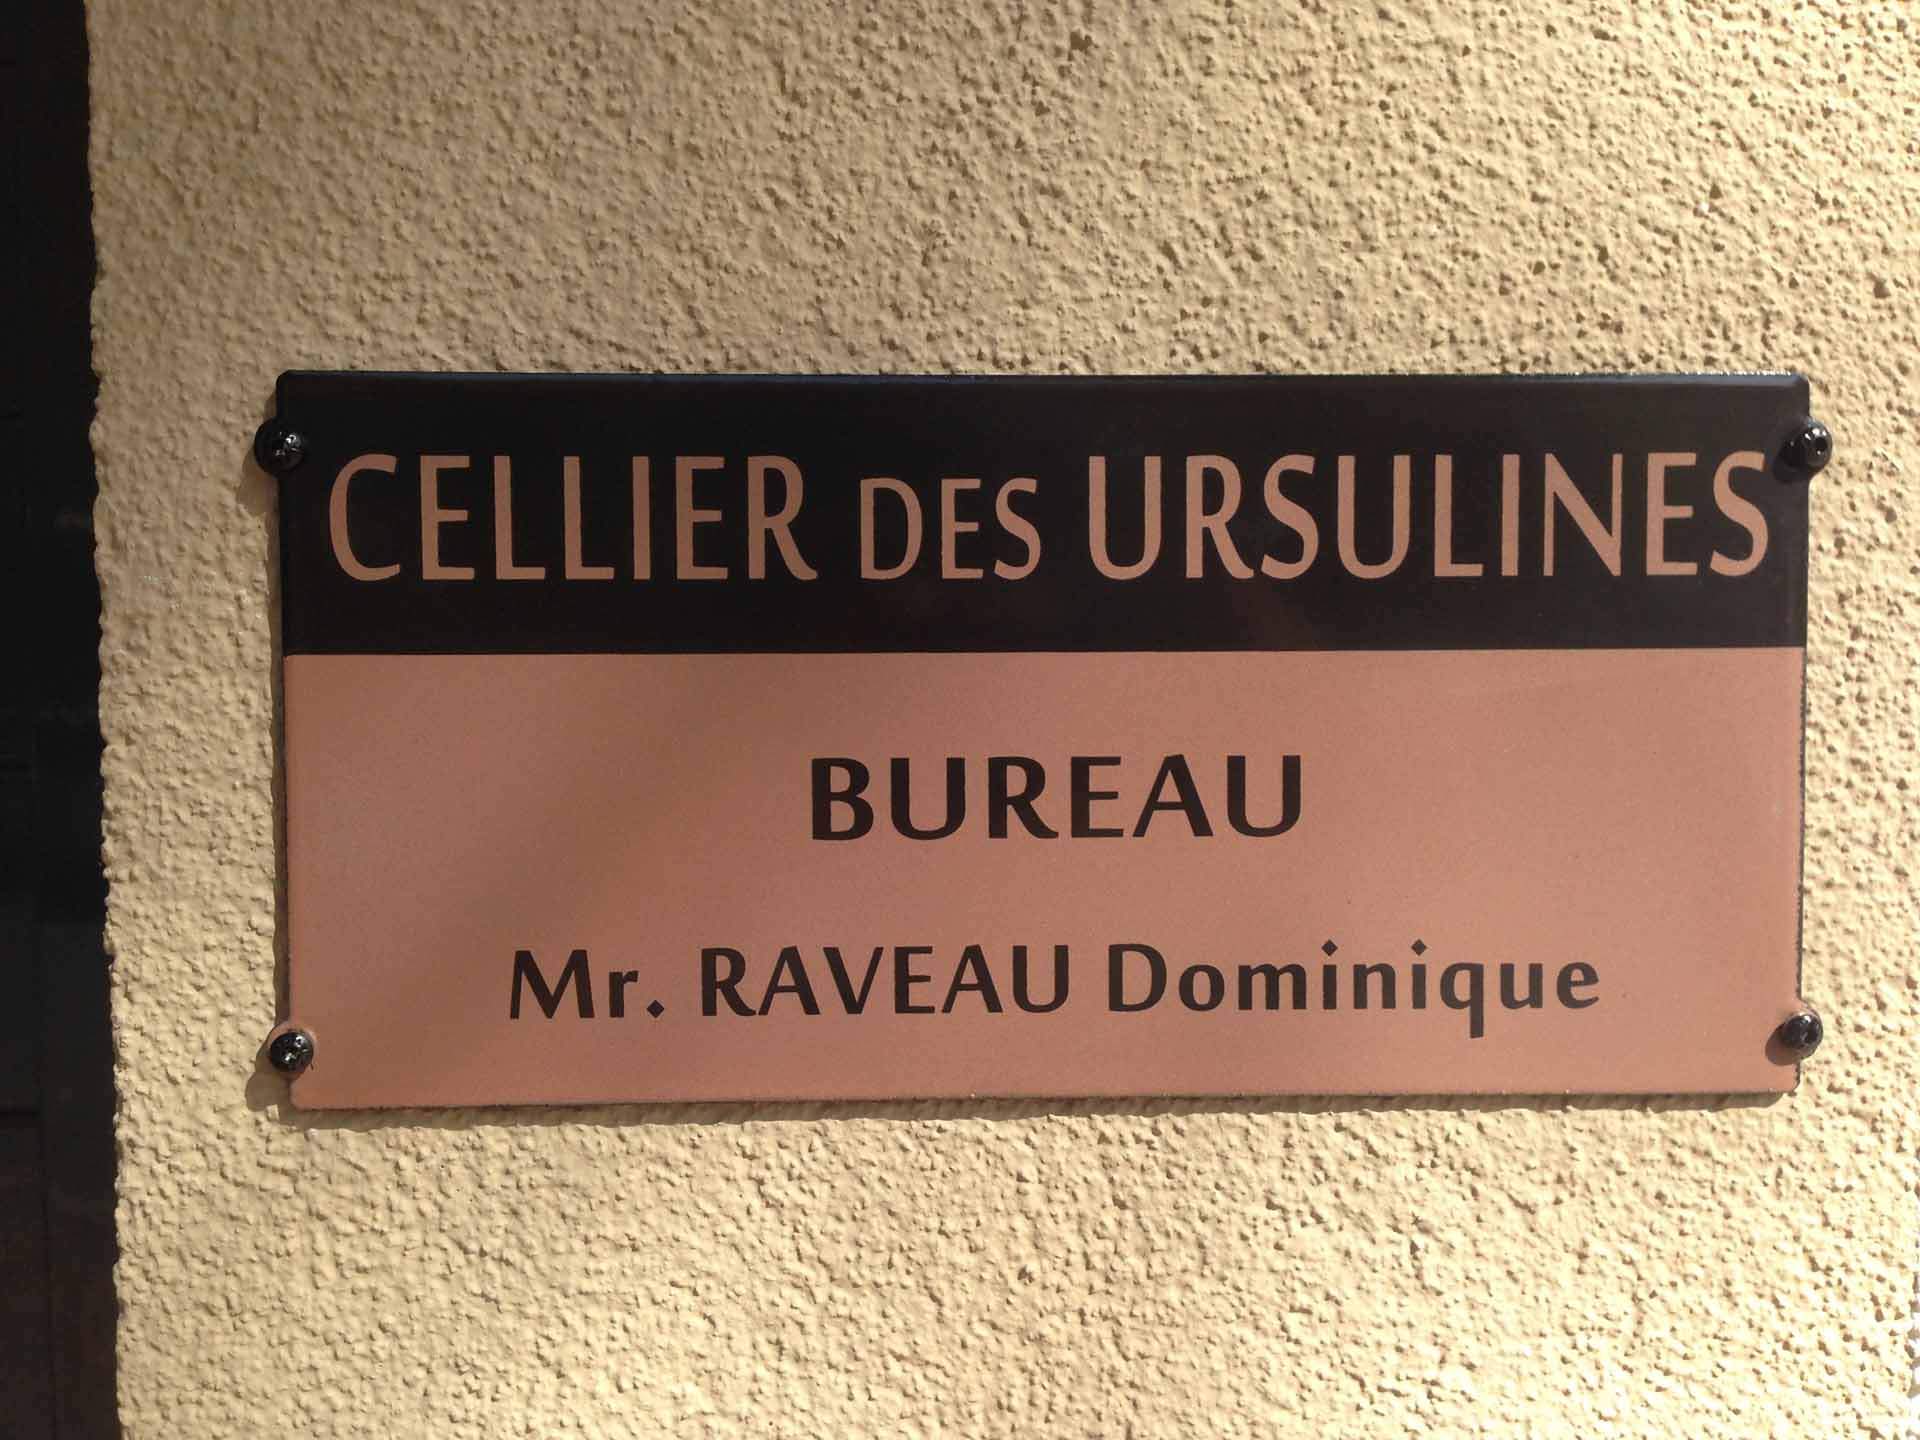 CELLIER DES URSULINES
BUREAU
Mr. RAVEAU Dominique